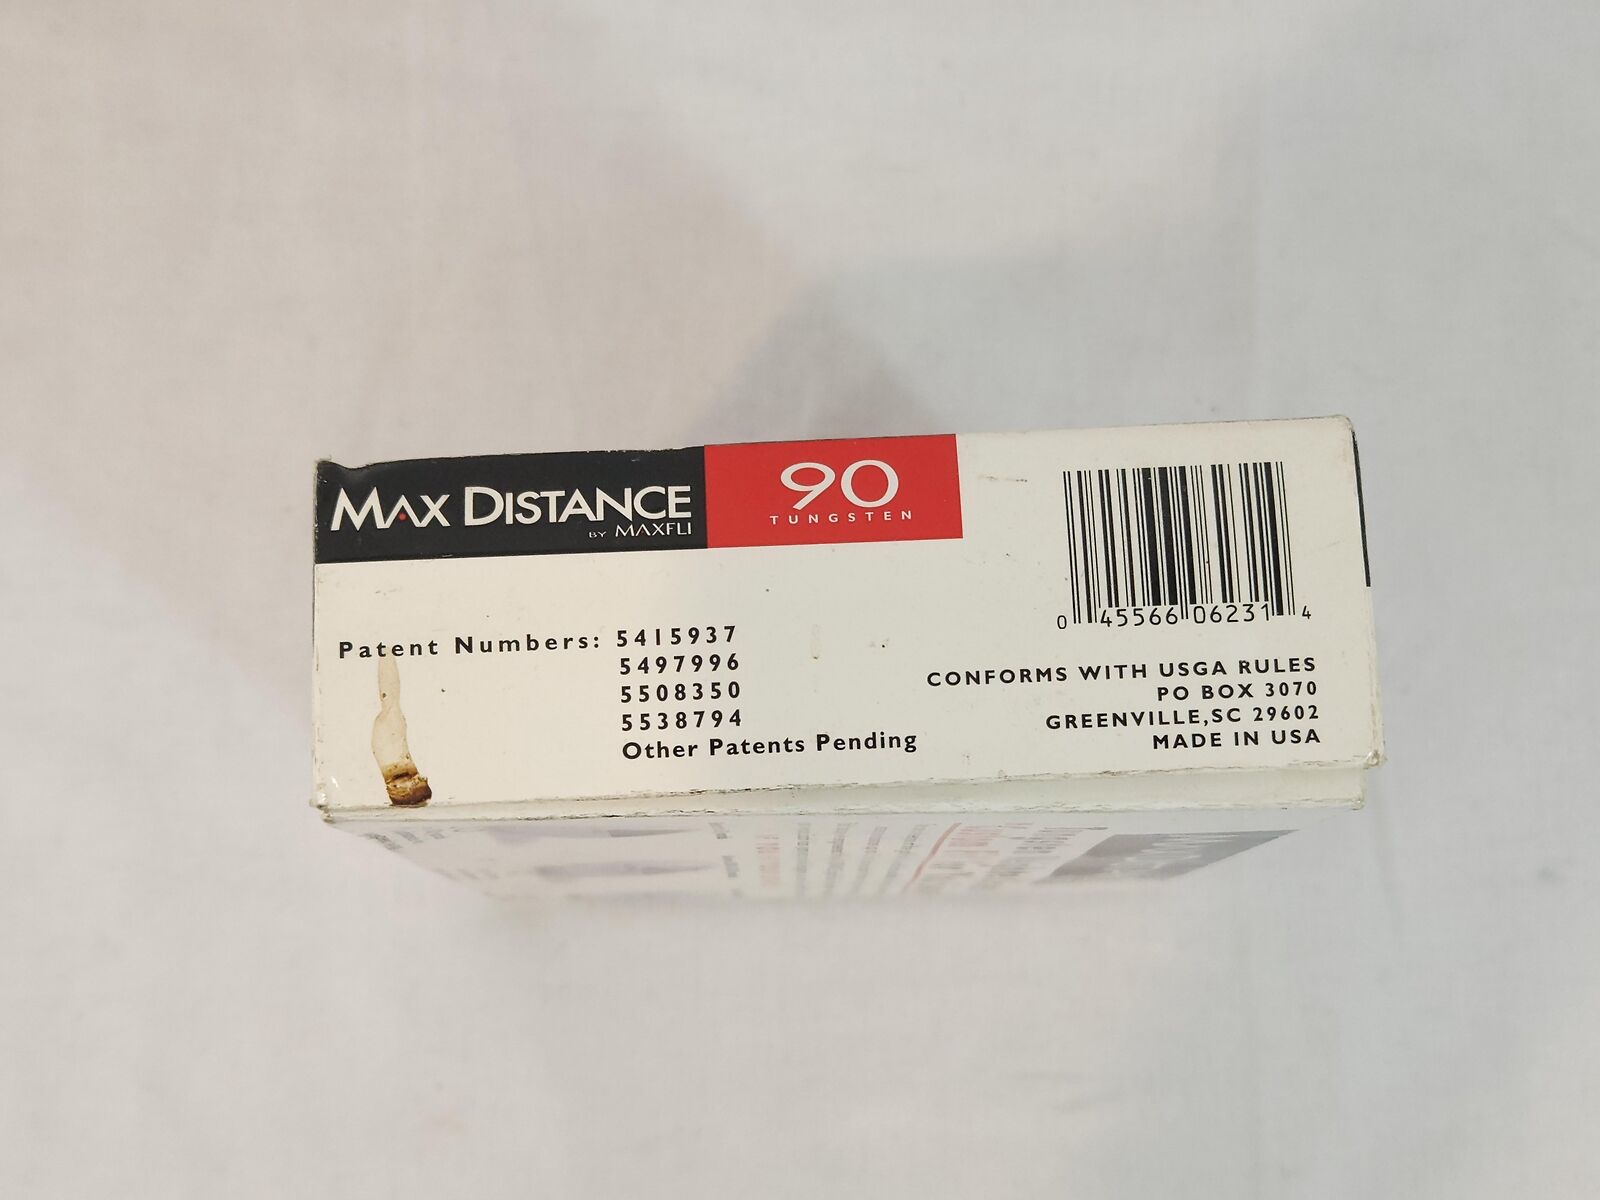 MAX DISTANCE
BY MAXFLI
90
TUNGSTEN
0 45566 06231 4
Patent Numbers: 5415937
5497996
5508350
5538794
Other Patents Pending
CONFORMS WITH USGA RULES
PO BOX 3070
GREENVILLE,SC 29602
MADE IN USA